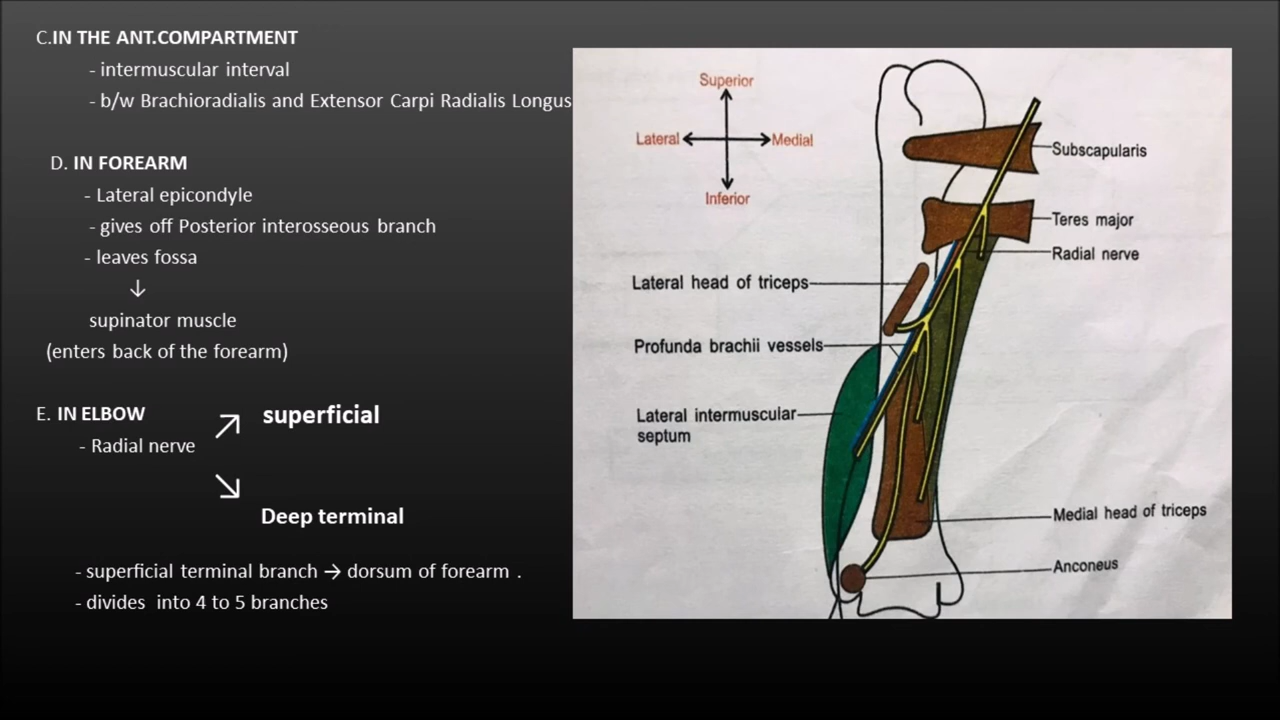 C.IN THE ANT.COMPARTMENT
- intermuscular interval
- b/w Brachioradialis and Extensor Carpi Radialis Longus
D. IN FOREARM
- Lateral epicondyle
- gives off Posterior interosseous branch
- leaves fossa
↓
supinator muscle
(enters back of the forearm)
E. IN ELBOW
- Radial nerve
↗ superficial
↘ Deep terminal
- superficial terminal branch → dorsum of forearm .
- divides into 4 to 5 branches
Superior
Lateral
Medial
Inferior
Subscapularis
Teres major
Radial nerve
Lateral head of triceps
Profunda brachii vessels
Lateral intermuscular
septum
Medial head of triceps
Anconeus